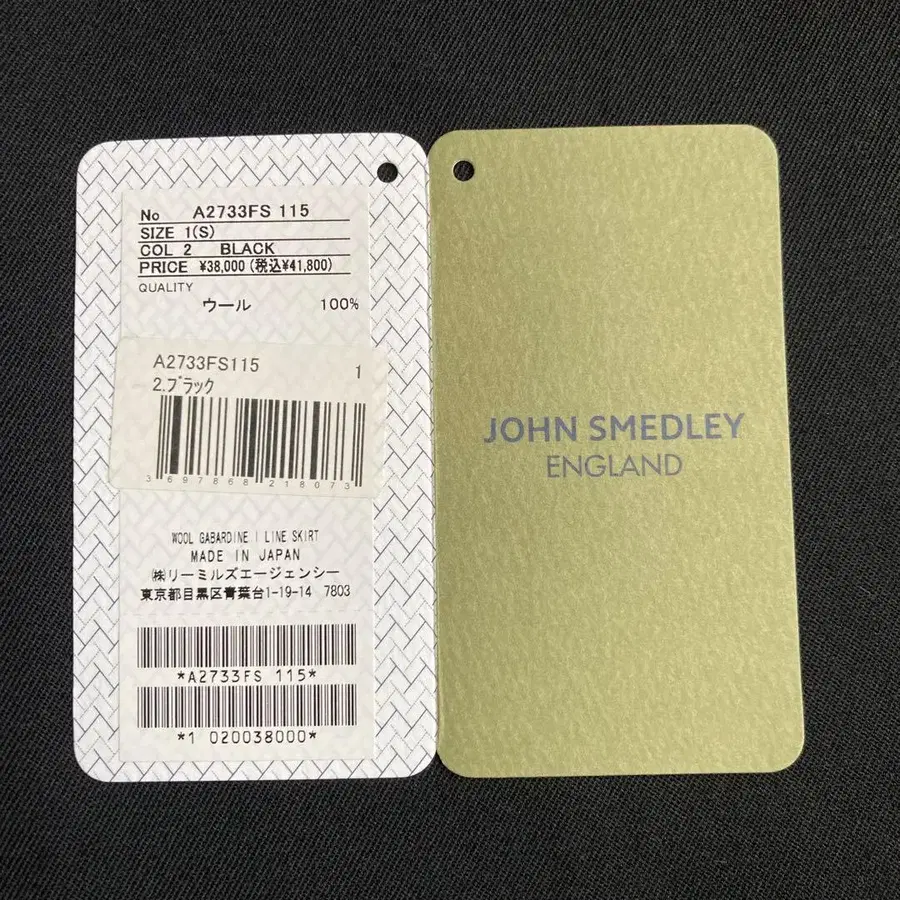 No A2733FS 115
SIZE 1(S)
COL 2 BLACK
PRICE ¥38,000 (税込¥41,800)
QUALITY
ウール 100%
A2733FS115 1
2.ブラック
3697868218073
WOOL GABARDINE I LINE SKIRT
MADE IN JAPAN
㈱リーミルズエージェンシー
東京都目黒区青葉台1-19-14 7803
*A2733FS 115*
*1 020038000*
JOHN SMEDLEY
ENGLAND